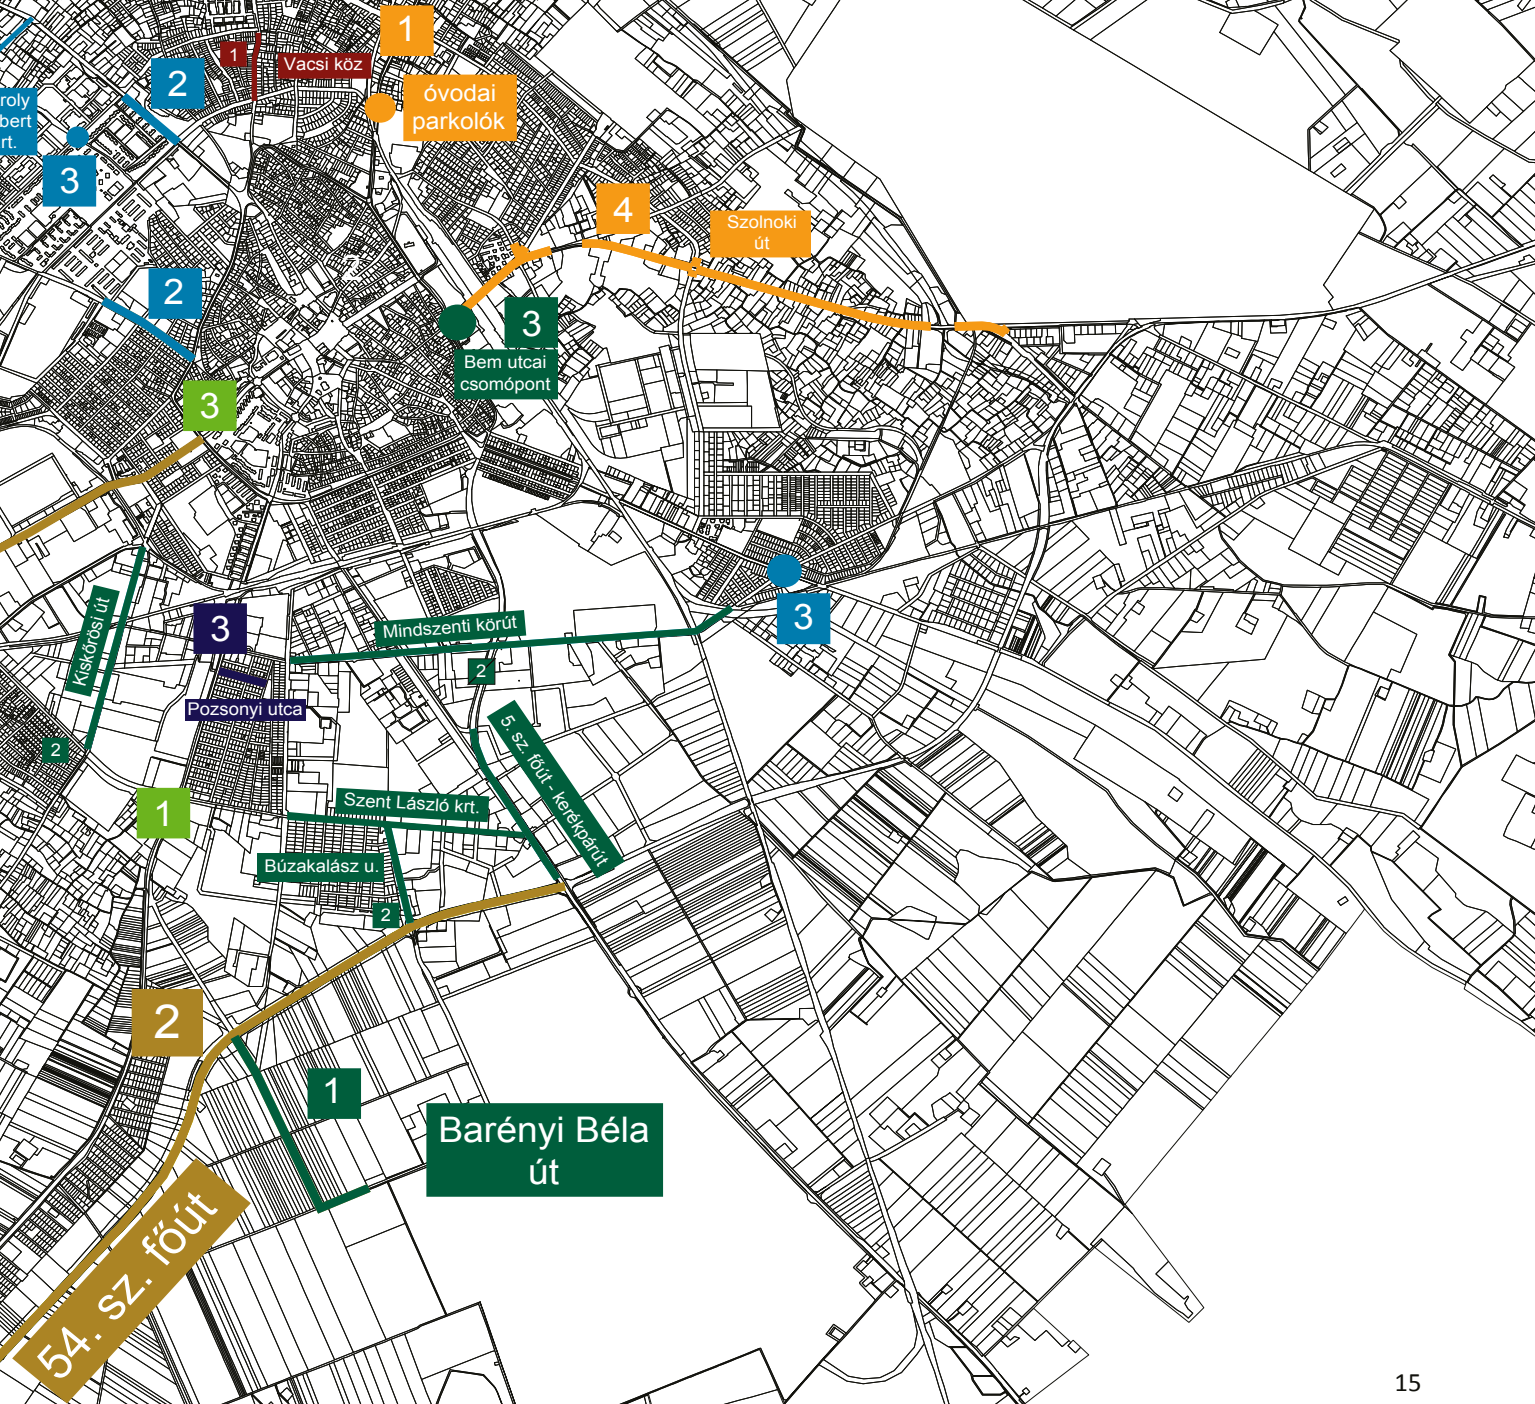 1
1
Vacsi köz
2
óvodai
parkolók
roly
bert
rt.
3
4
Szolnoki
út
2
3
Bem utcai
csomópont
3
Kiskőrösi út
3
Mindszenti körút
3
2
Pozsonyi utca
2
5. sz. főút - kerékpárút
1
Szent László krt.
Búzakalász u.
2
2
1
Barényi Béla
út
54. sz. főút
15